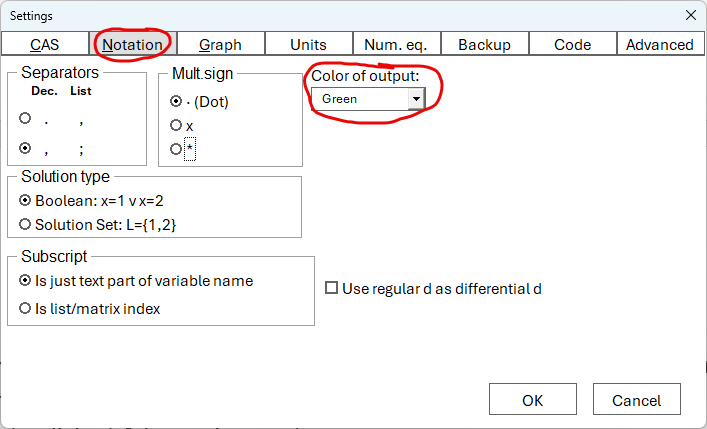 Settings
CAS Notation Graph Units Num. eq. Backup Code Advanced
Separators Mult.sign Color of output:
Dec. List
. , · (Dot) Green
x
, ; *
Solution type
Boolean: x=1 v x=2
Solution Set: L={1,2}
Subscript
Is just text part of variable name
Use regular d as differential d
Is list/matrix index
OK Cancel